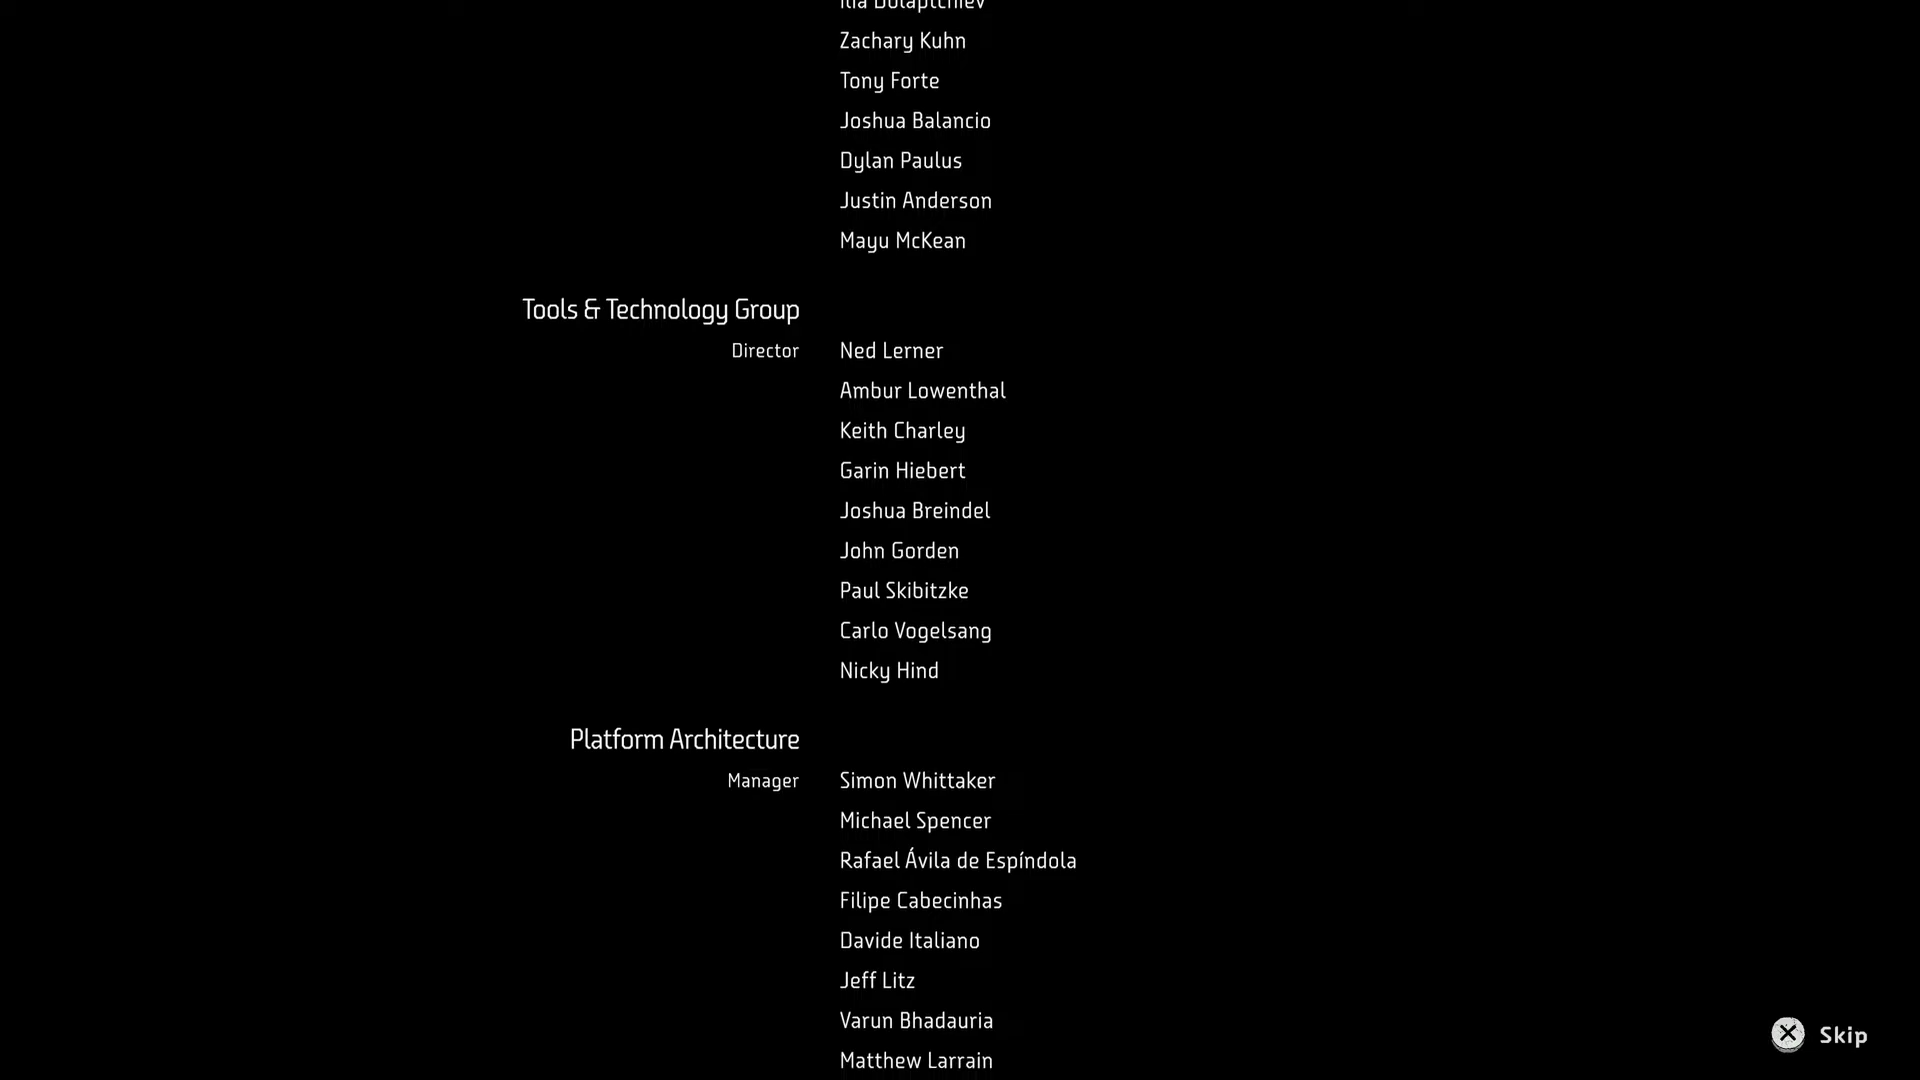 Zachary Kuhn
Tony Forte
Joshua Balancio
Dylan Paulus
Justin Anderson
Mayu McKean
Tools & Technology Group
Director Ned Lerner
Ambur Lowenthal
Keith Charley
Garin Hiebert
Joshua Breindel
John Gorden
Paul Skibitzke
Carlo Vogelsang
Nicky Hind
Platform Architecture
Manager Simon Whittaker
Michael Spencer
Rafael Ávila de Espíndola
Filipe Cabecinhas
Davide Italiano
Jeff Litz
Varun Bhadauria
Matthew Larrain
Skip